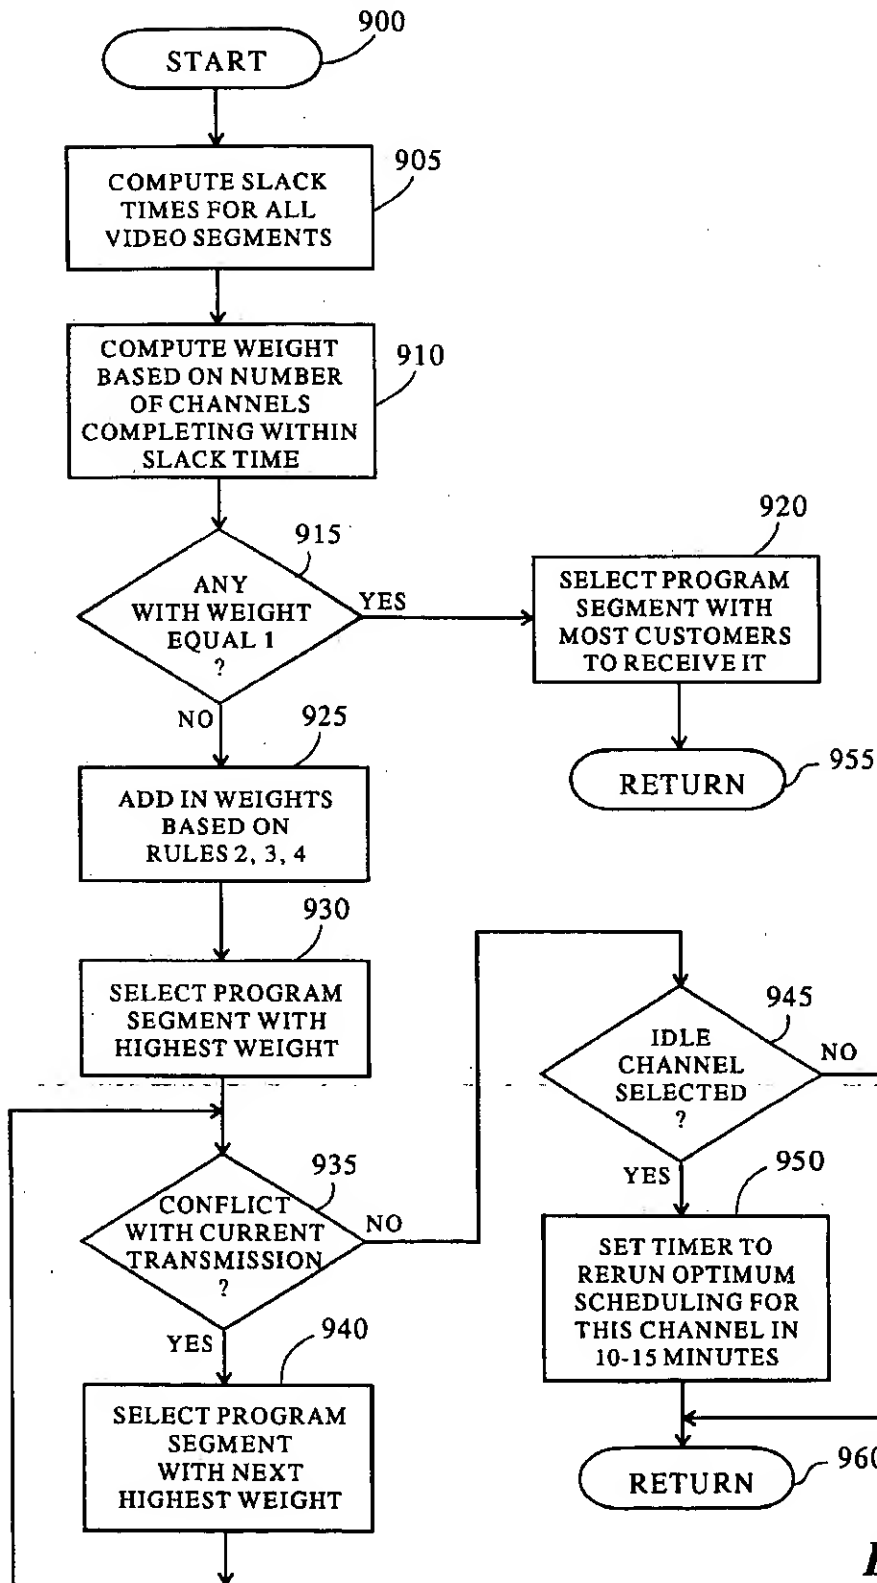 900
START
905
COMPUTE SLACK
TIMES FOR ALL
VIDEO SEGMENTS
COMPUTE WEIGHT
BASED ON NUMBER
OF CHANNELS
COMPLETING WITHIN
SLACK TIME
910
915
ANY
WITH WEIGHT
EQUAL 1
?
YES
NO
920
SELECT PROGRAM
SEGMENT WITH
MOST CUSTOMERS
TO RECEIVE IT
RETURN
955
925
ADD IN WEIGHTS
BASED ON
RULES 2, 3, 4
930
SELECT PROGRAM
SEGMENT WITH
HIGHEST WEIGHT
935
CONFLICT
WITH CURRENT
TRANSMISSION
?
NO
YES
940
SELECT PROGRAM
SEGMENT
WITH NEXT
HIGHEST WEIGHT
945
IDLE
CHANNEL
SELECTED
?
NO
YES
950
SET TIMER TO
RERUN OPTIMUM
SCHEDULING FOR
THIS CHANNEL IN
10-15 MINUTES
RETURN
960